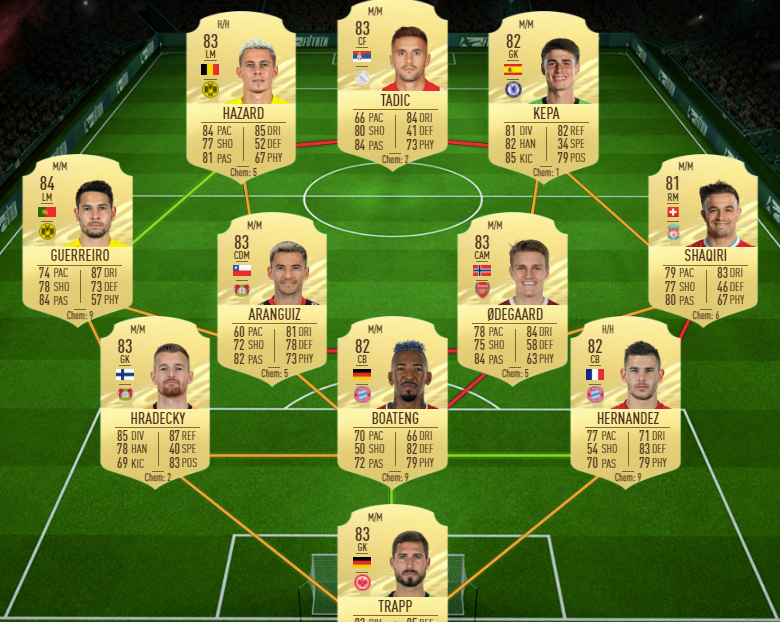 H/H
83
LM
HAZARD
84 PAC 85 DRI
77 SHO 52 DEF
81 PAS 67 PHY
Chem: 5
M/M
83
CF
TADIC
66 PAC 84 DRI
80 SHO 41 DEF
84 PAS 73 PHY
Chem: 2
M/M
82
GK
KEPA
81 DIV 82 REF
82 HAN 34 SPE
85 KIC 79 POS
Chem: 1
M/M
84
LM
GUERREIRO
74 PAC 87 DRI
78 SHO 73 DEF
84 PAS 57 PHY
Chem: 9
M/M
83
CDM
ARANGUIZ
60 PAC 81 DRI
72 SHO 78 DEF
82 PAS 73 PHY
Chem: 5
M/M
83
CAM
ØDEGAARD
78 PAC 84 DRI
75 SHO 58 DEF
84 PAS 63 PHY
Chem: 5
M/M
81
RM
SHAQIRI
79 PAC 83 DRI
77 SHO 46 DEF
80 PAS 67 PHY
Chem: 6
M/M
83
GK
HRADECKY
85 DIV 87 REF
78 HAN 40 SPE
69 KIC 83 POS
Chem: 2
M/M
82
CB
BOATENG
70 PAC 66 DRI
50 SHO 82 DEF
72 PAS 79 PHY
Chem: 9
H/H
82
CB
HERNANDEZ
77 PAC 71 DRI
54 SHO 83 DEF
70 PAS 79 PHY
Chem: 9
M/M
83
GK
TRAPP